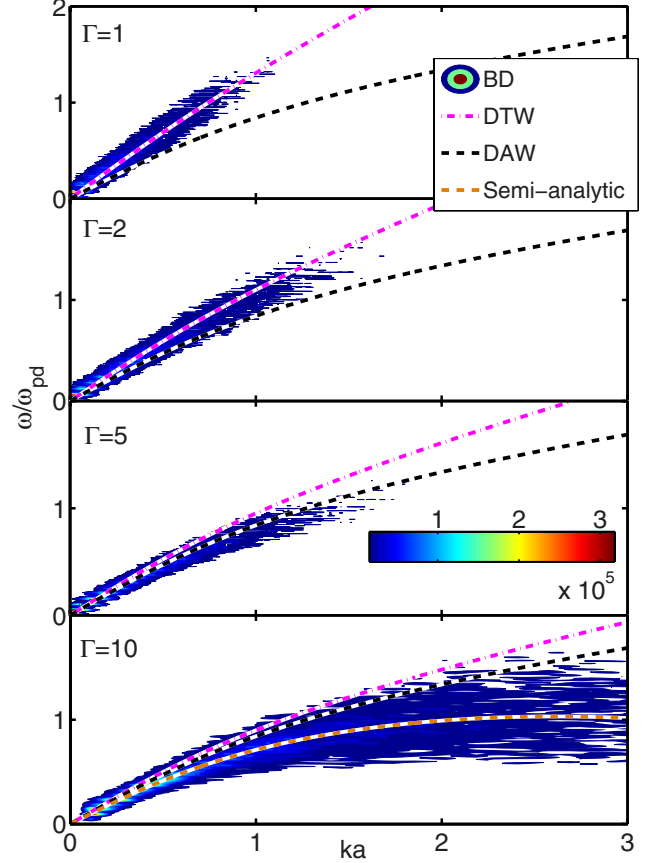 2
Γ=1
1
0
BD
DTW
DAW
Semi−analytic
Γ=2
1
0
ω/ω_pd
Γ=5
1
0
1 2 3
x 10^5
Γ=10
1
0
0 1 2 3
ka